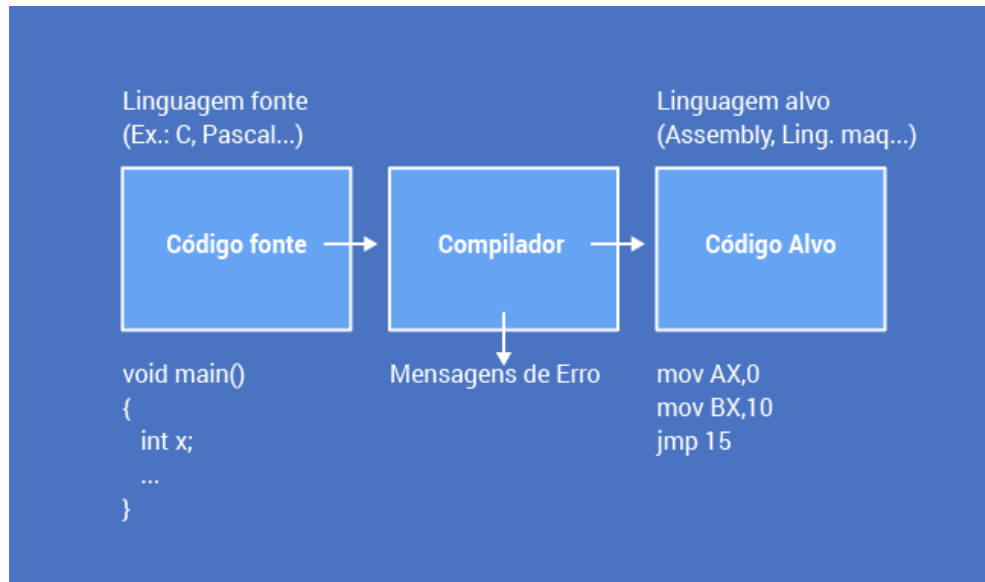 Linguagem fonte
(Ex.: C, Pascal...)
Linguagem alvo
(Assembly, Ling. maq...)
Código fonte
Compilador
Código Alvo
void main()
{
int x;
...
}
Mensagens de Erro
mov AX,0
mov BX,10
jmp 15